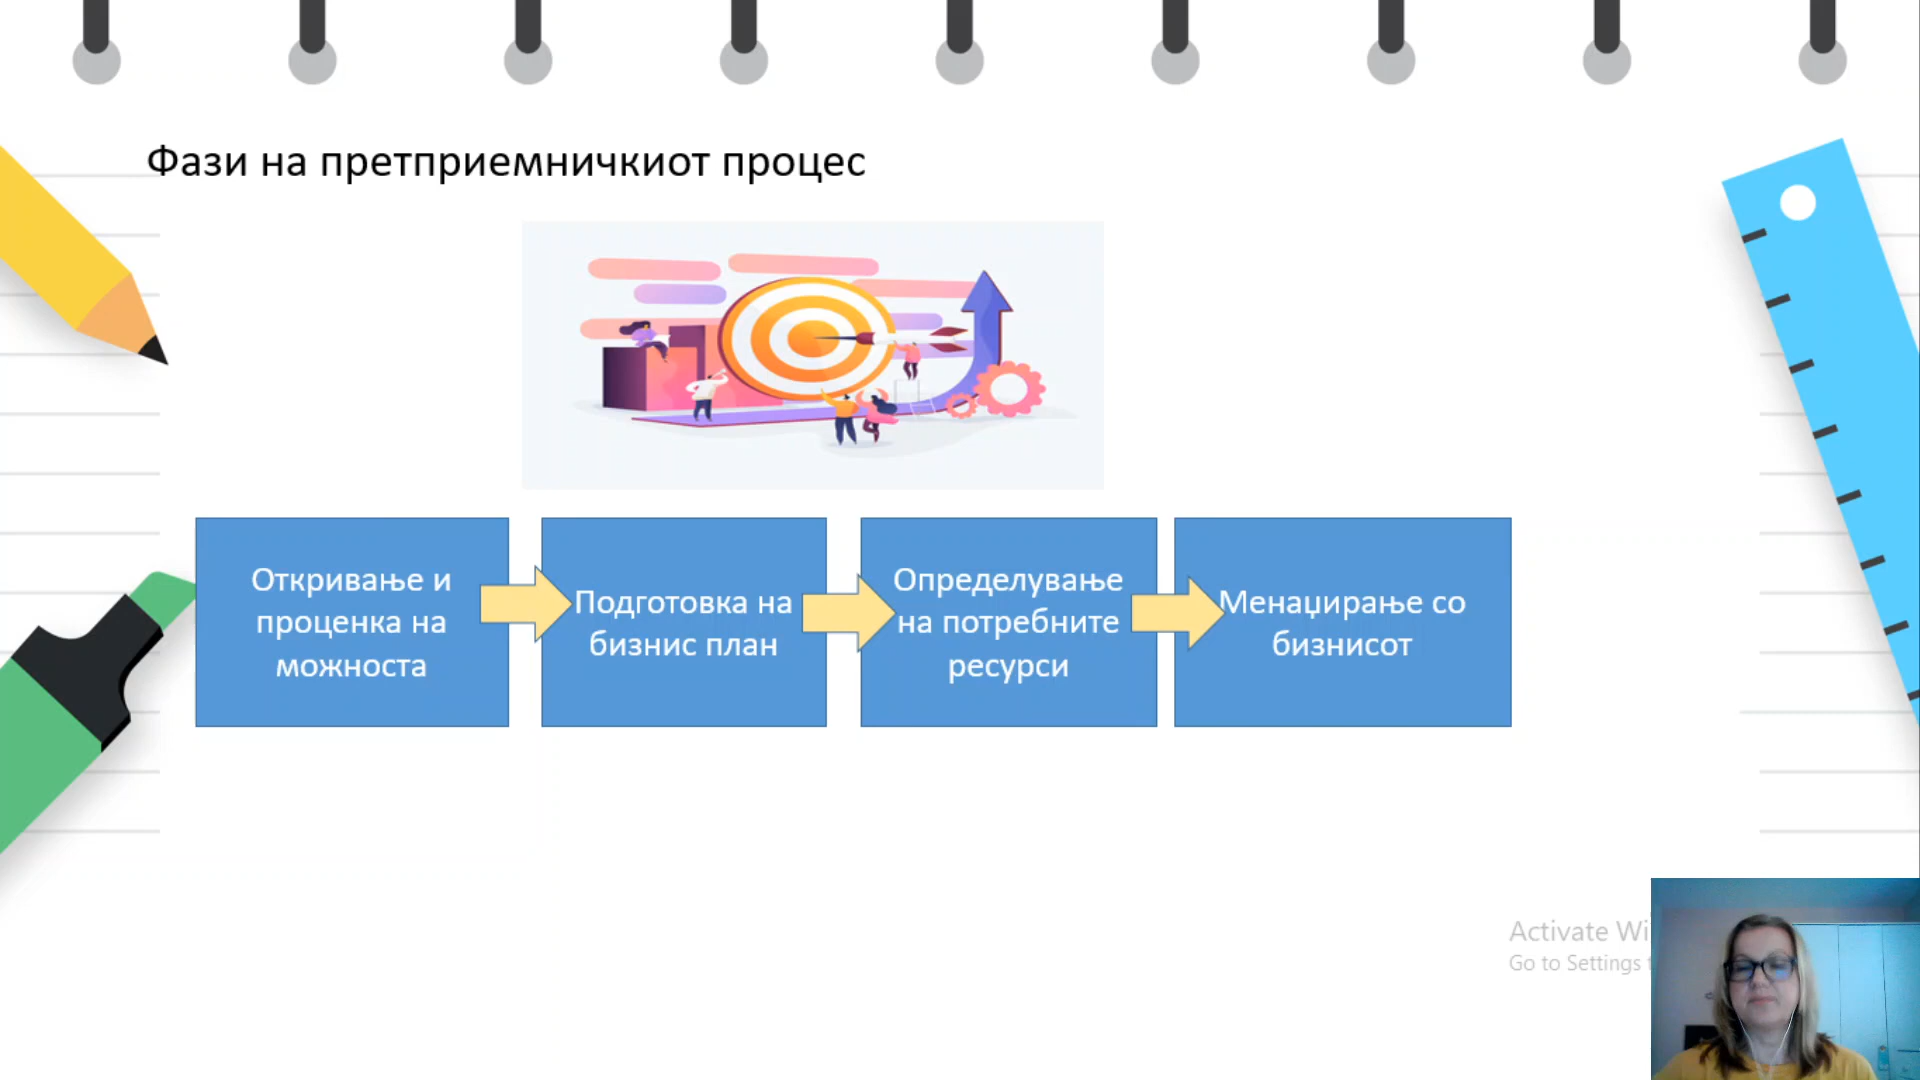 Фази на претприемничкиот процес
Откривање и
проценка на
можноста
Подготовка на
бизнис план
Определување
на потребните
ресурси
Менаџирање со
бизнисот
Activate Wi
Go to Settings